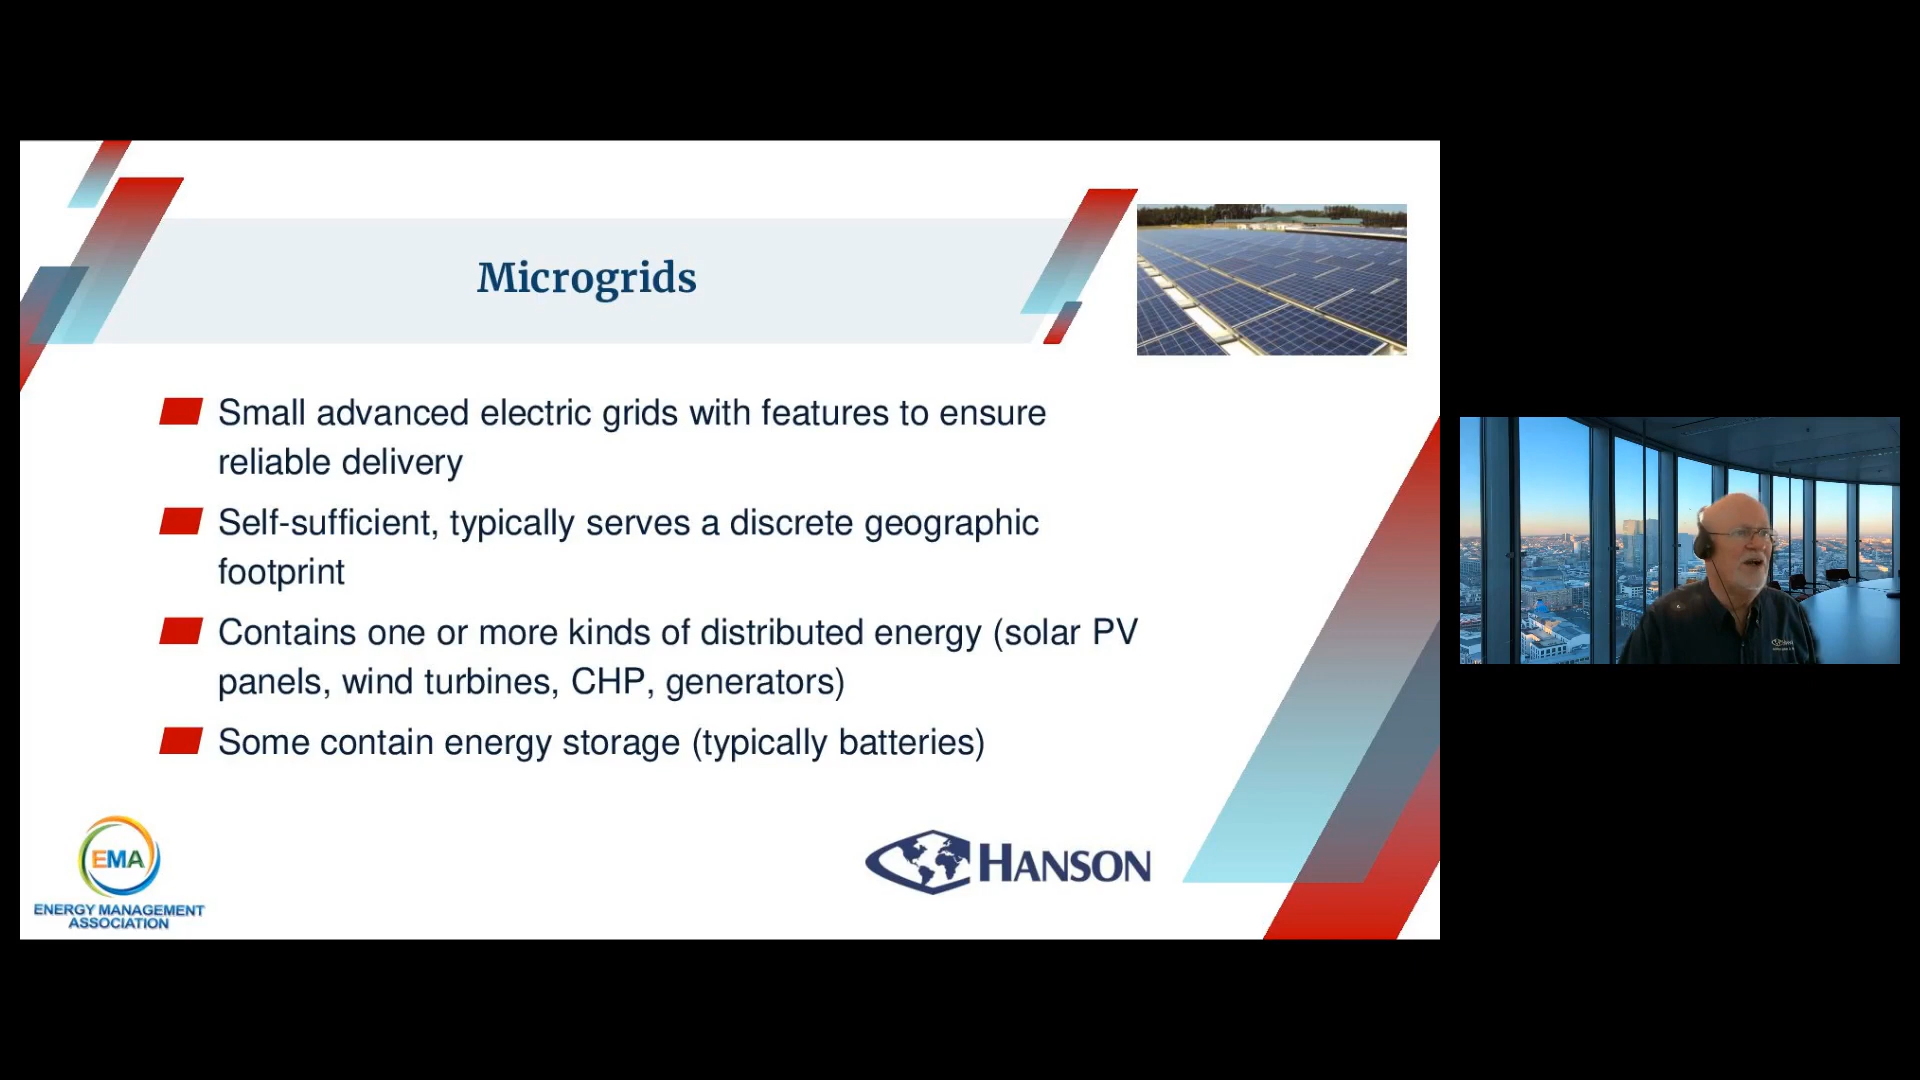 Microgrids
Small advanced electric grids with features to ensure
reliable delivery
Self-sufficient, typically serves a discrete geographic
footprint
Contains one or more kinds of distributed energy (solar PV
panels, wind turbines, CHP, generators)
Some contain energy storage (typically batteries)
EMA
ENERGY MANAGEMENT
ASSOCIATION
HANSON